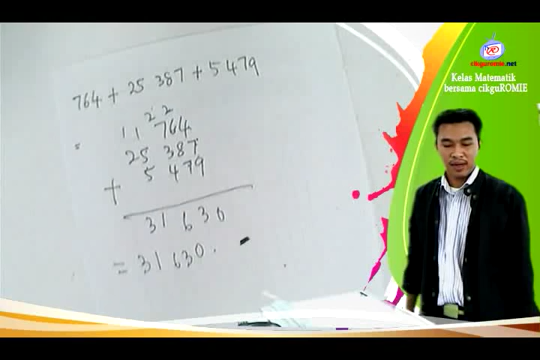 764 + 25 387 + 5 479
1 1 2 2
764
25 387
+ 5 479
31 630
= 31 630.
cikguromie.net
Kelas Matematik
bersama cikguROMIE